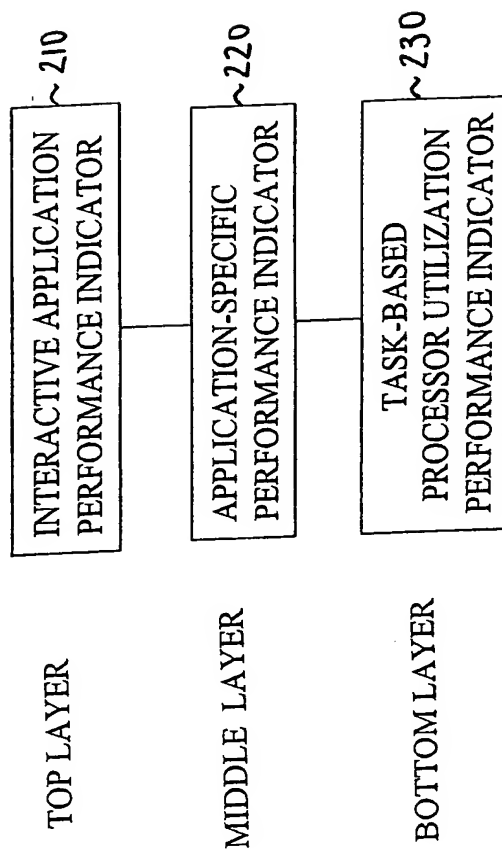 TOP LAYER
INTERACTIVE APPLICATION
PERFORMANCE INDICATOR
~210
MIDDLE LAYER
APPLICATION-SPECIFIC
PERFORMANCE INDICATOR
~220
BOTTOM LAYER
TASK-BASED
PROCESSOR UTILIZATION
PERFORMANCE INDICATOR
~230